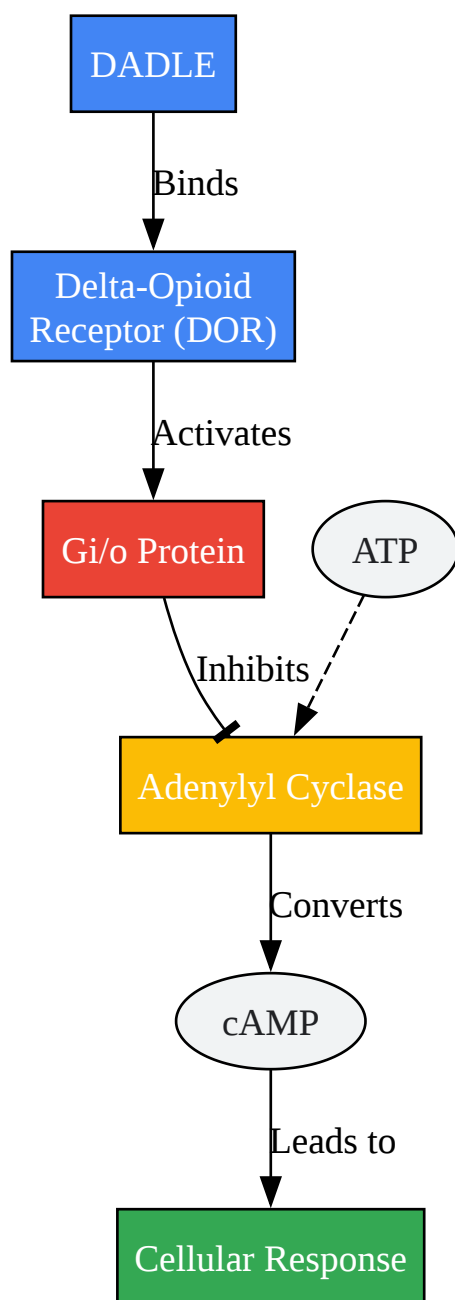 DADLE
Binds
Delta-Opioid
Receptor (DOR)
Activates
Gi/o Protein
ATP
Inhibits
Adenylyl Cyclase
Converts
cAMP
Leads to
Cellular Response